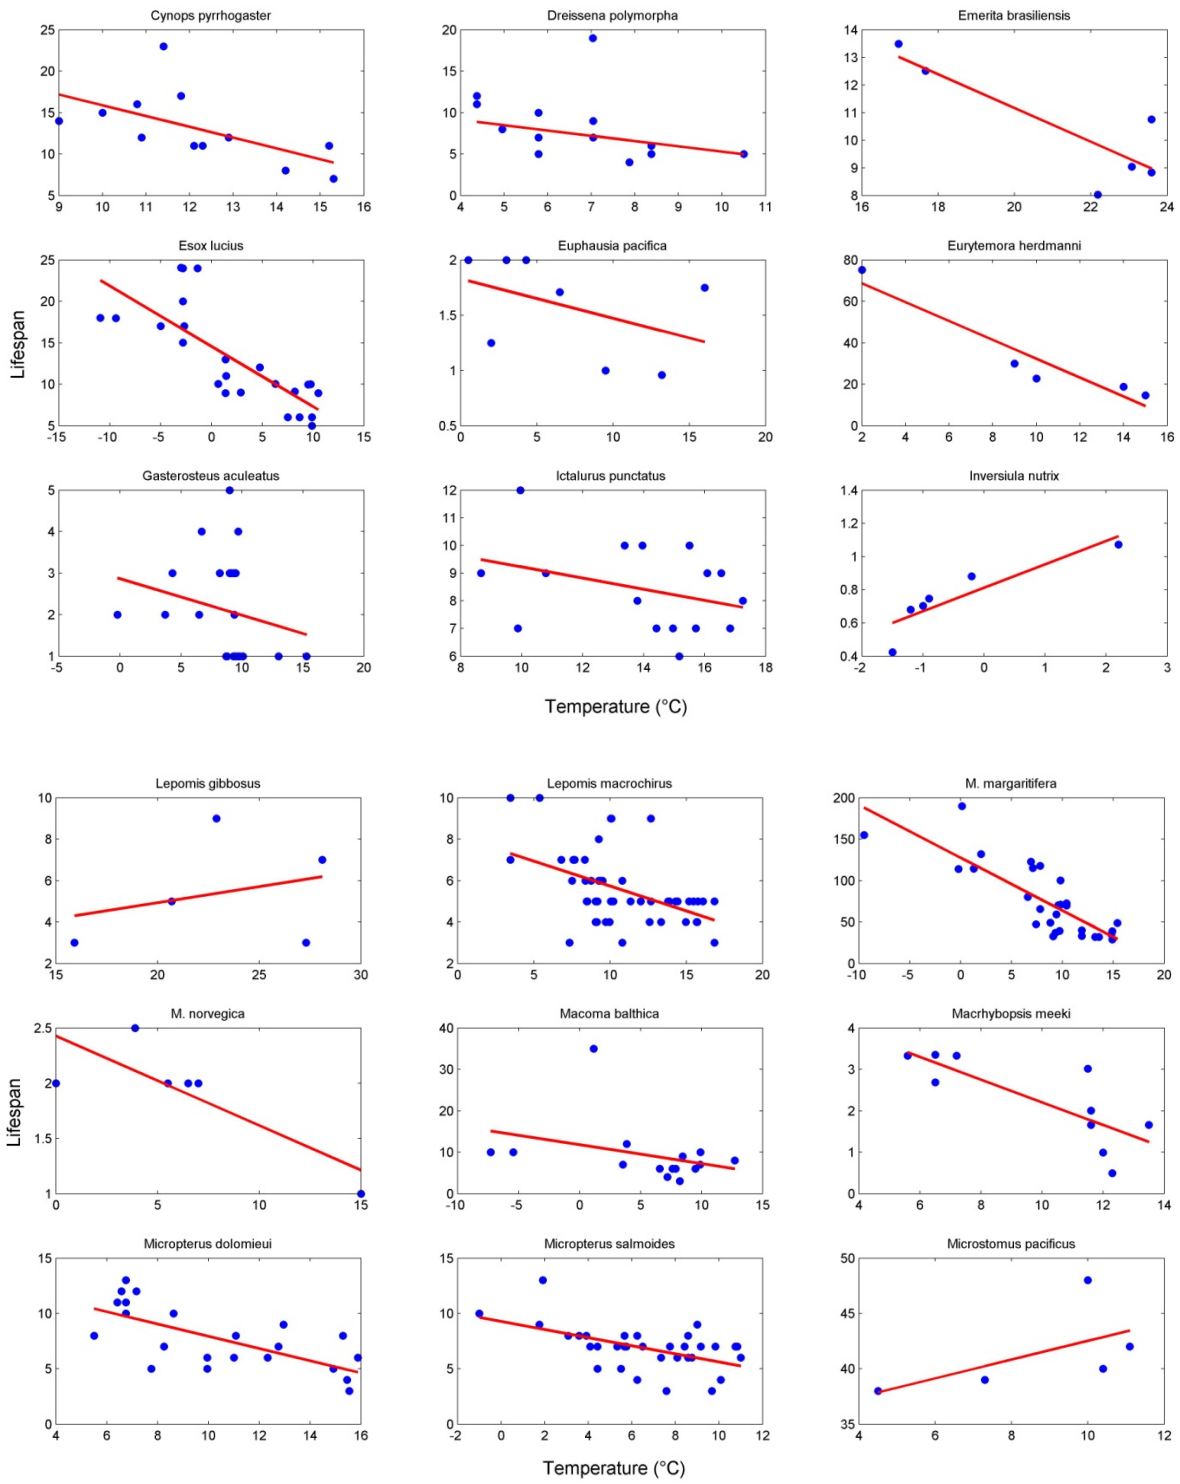 Cynops pyrrhogaster Dreissena polymorpha Emerita brasiliensis
25 20 14
20 15 13
15 10 12
10 5 11
5 0 10
9
8
9 10 11 12 13 14 15 16 4 5 6 7 8 9 10 11 16 18 20 22 24
Esox lucius Euphausia pacifica Eurytemora herdmanni
25 2 80
20 1.5 60
15 1 40
10 0.5 20
5 0
-15 -10 -5 0 5 10 15 0 5 10 15 20 2 4 6 8 10 12 14 16
Lifespan
Gasterosteus aculeatus Ictalurus punctatus Inversiula nutrix
5 12 1.4
4 11 1.2
3 10 1
2 9 0.8
1 8 0.6
7 0.4
6
-5 0 5 10 15 20 8 10 12 14 16 18 -2 -1 0 1 2 3
Temperature (°C)
Lepomis gibbosus Lepomis macrochirus M. margaritifera
10 10 200
8 8 150
6 6 100
4 4 50
2 2 0
15 20 25 30 0 5 10 15 20 -10 -5 0 5 10 15 20
M. norvegica Macoma balthica Macrhybopsis meeki
2.5 40 4
2 30 3
1.5 20 2
1 10 1
0 0
0 5 10 15 -10 -5 0 5 10 15 4 6 8 10 12 14
Lifespan
Micropterus dolomieui Micropterus salmoides Microstomus pacificus
15 15 50
10 10 45
5 5 40
0 0 35
4 6 8 10 12 14 16 -2 0 2 4 6 8 10 12 4 6 8 10 12
Temperature (°C)